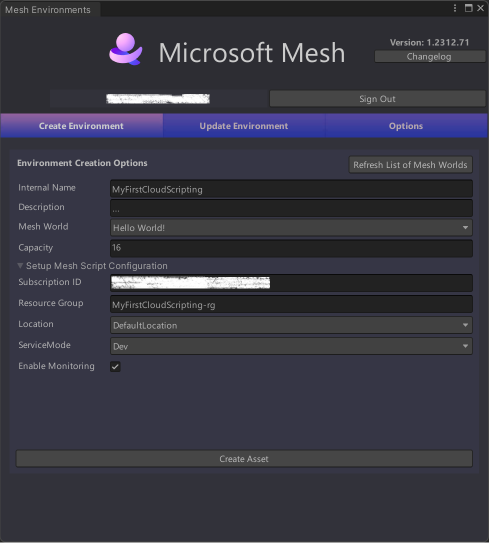 Mesh Environments
Microsoft Mesh
Version: 1.2312.71
Changelog
Sign Out
Create Environment
Update Environment
Options
Environment Creation Options
Refresh List of Mesh Worlds
Internal Name
MyFirstCloudScripting
Description
...
Mesh World
Hello World!
Capacity
16
Setup Mesh Script Configuration
Subscription ID
Resource Group
MyFirstCloudScripting-rg
Location
DefaultLocation
ServiceMode
Dev
Enable Monitoring
Create Asset